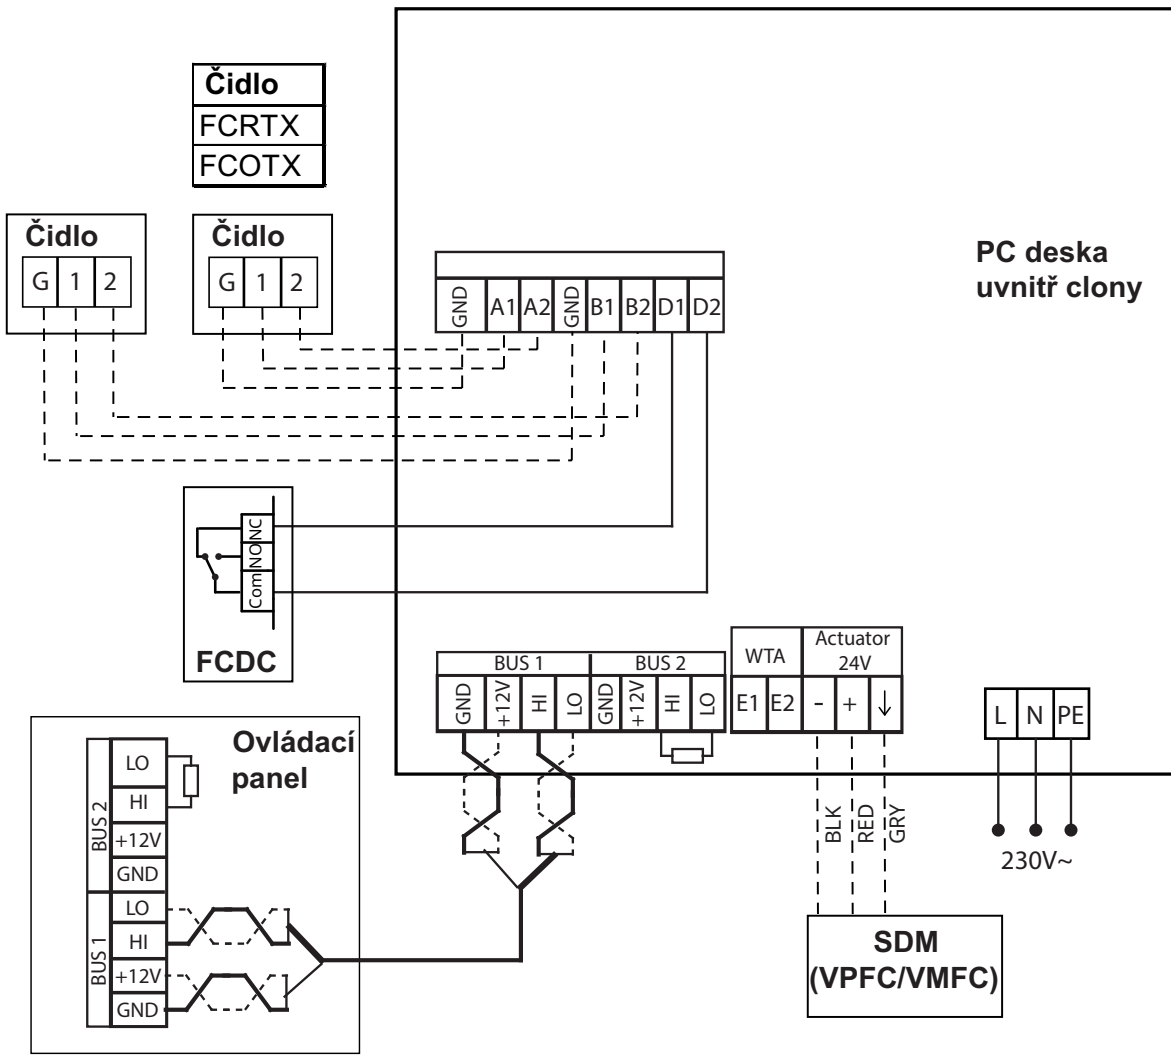 Čidlo
FCRTX
FCOTX
Čidlo
G 1 2
Čidlo
G 1 2
PC deska
uvnitř clony
GND A1 A2 GND B1 B2 D1 D2
NC
NO
Com
FCDC
BUS 1 BUS 2
GND +12V HI LO GND +12V HI LO
WTA
E1 E2
Actuator
24V
- + ↓
L N PE
230V~
BLK
RED
GRY
SDM
(VPFC/VMFC)
Ovládací
panel
BUS 2
LO
HI
+12V
GND
BUS 1
LO
HI
+12V
GND